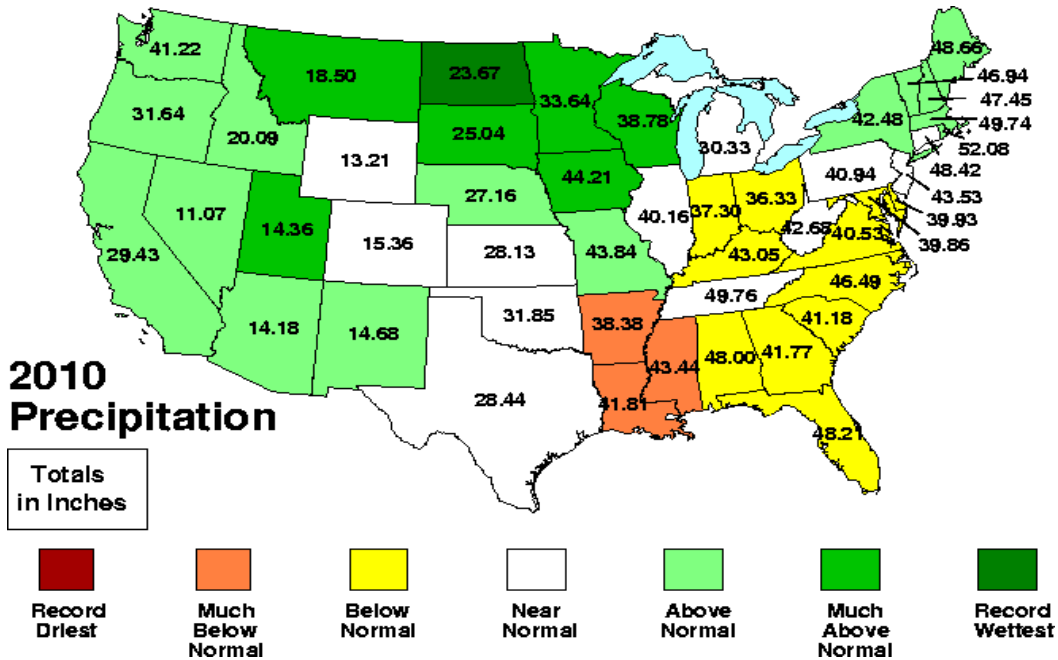 41.22
48.66
18.50
23.67
46.94
33.64
47.45
31.64
38.78
42.48
49.74
20.09
25.04
30.33
52.08
13.21
48.42
40.94
44.21
43.53
27.16
36.33
37.30
39.93
11.07
40.16
42.68
40.53
14.36
39.86
15.36
28.13
43.84
43.05
29.43
46.49
49.76
31.85
41.18
14.18
14.68
38.38
48.00
41.77
43.44
28.44
41.81
48.21
2010
Precipitation
Totals
in Inches
Record
Driest
Much
Below
Normal
Below
Normal
Near
Normal
Above
Normal
Much
Above
Normal
Record
Wettest